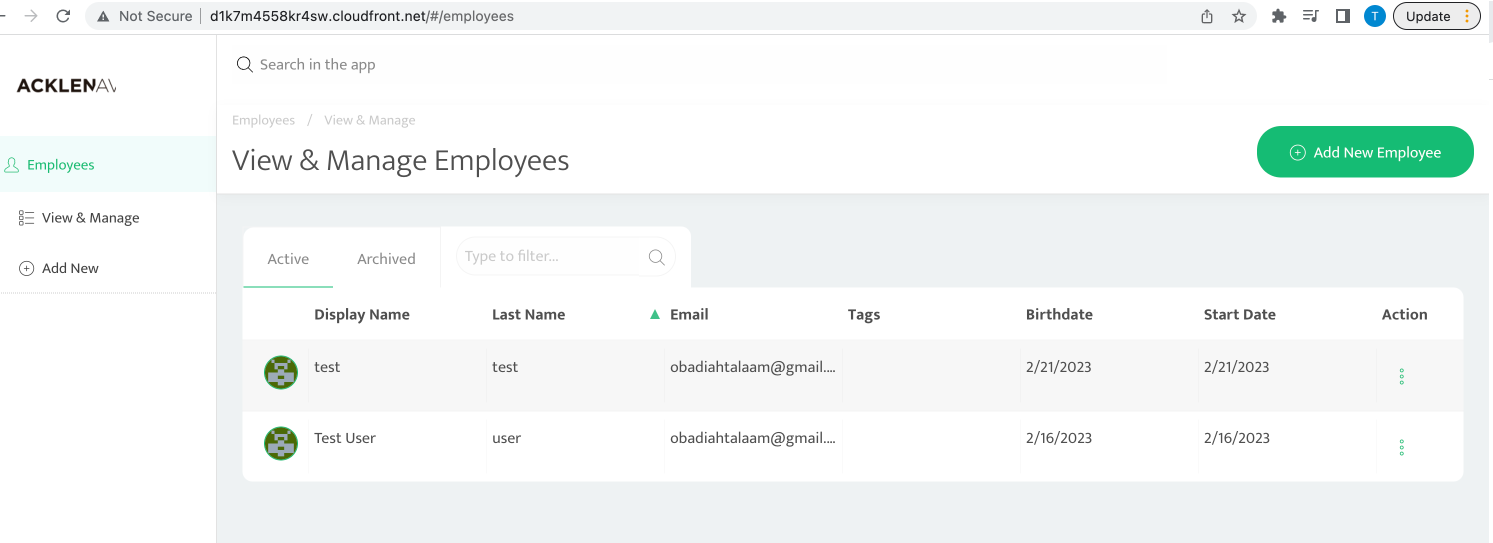 Not Secure d1k7m4558kr4sw.cloudfront.net/#/employees T Update
ACKLENAV
Search in the app
Employees / View & Manage
View & Manage Employees
Add New Employee
Employees
View & Manage
Add New
Active Archived Type to filter...
Display Name Last Name Email Tags Birthdate Start Date Action
test test obadiahtalaam@gmail.... 2/21/2023 2/21/2023
Test User user obadiahtalaam@gmail.... 2/16/2023 2/16/2023